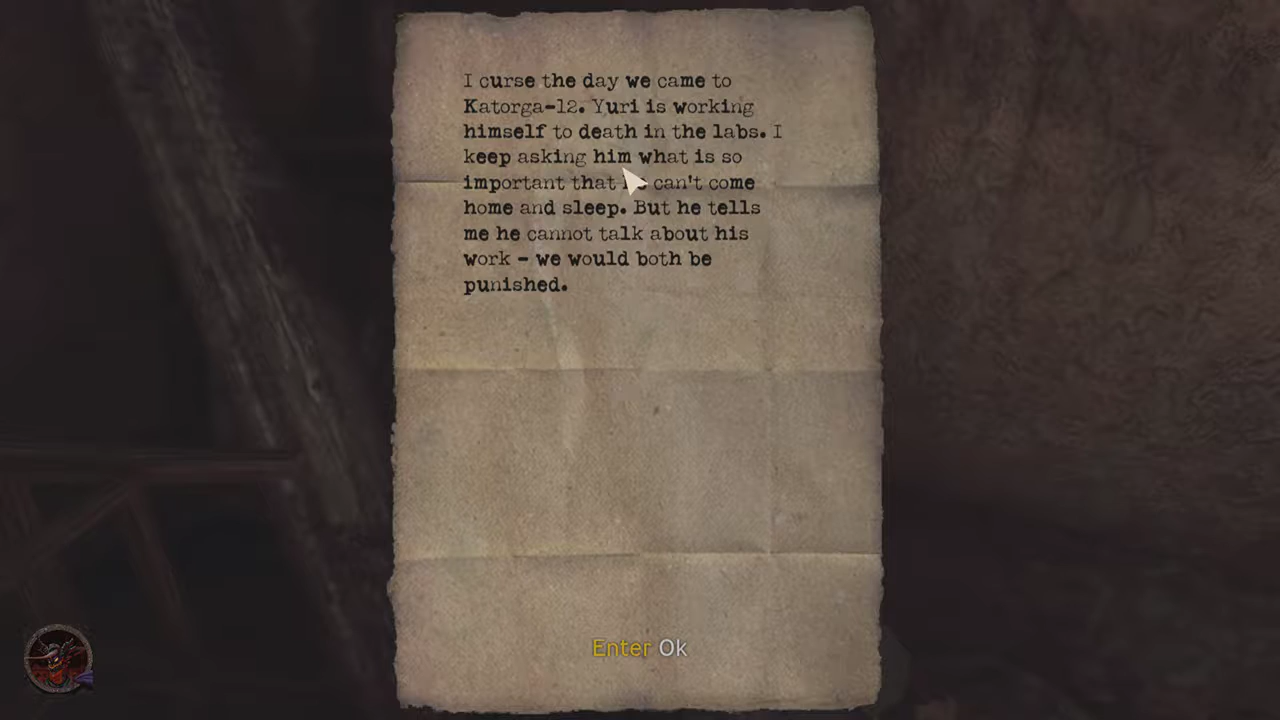 I curse the day we came to
Katorga-12. Yuri is working
himself to death in the labs. I
keep asking him what is so
important that he can't come
home and sleep. But he tells
me he cannot talk about his
work - we would both be
punished.
Enter Ok